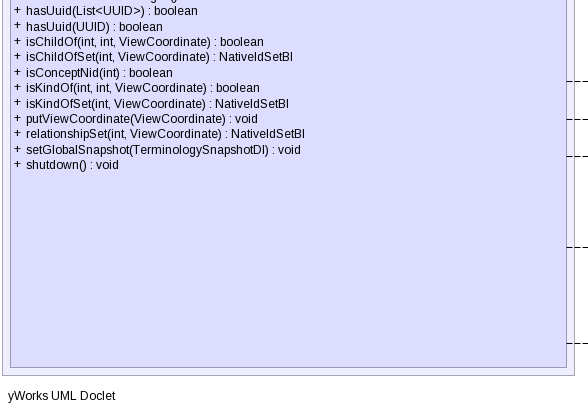 + hasUuid(List<UUID>) : boolean
+ hasUuid(UUID) : boolean
+ isChildOf(int, int, ViewCoordinate) : boolean
+ isChildOfSet(int, ViewCoordinate) : NativeIdSetBI
+ isConceptNid(int) : boolean
+ isKindOf(int, int, ViewCoordinate) : boolean
+ isKindOfSet(int, ViewCoordinate) : NativeIdSetBI
+ putViewCoordinate(ViewCoordinate) : void
+ relationshipSet(int, ViewCoordinate) : NativeIdSetBI
+ setGlobalSnapshot(TerminologySnapshotDI) : void
+ shutdown() : void
yWorks UML Doclet